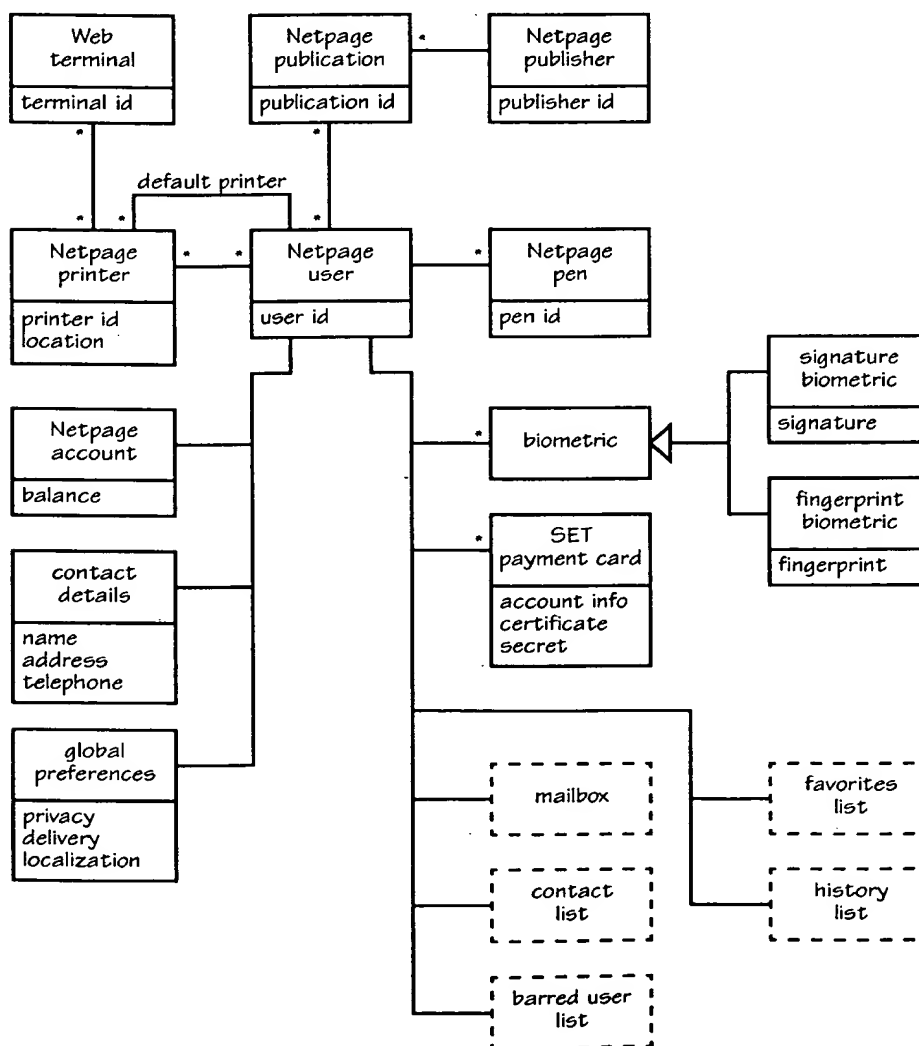 Web
terminal
terminal id
Netpage
publication
publication id
Netpage
publisher
publisher id
*
*
*
default printer
*
*
*
Netpage
printer
printer id
location
*
*
Netpage
user
user id
*
Netpage
pen
pen id
Netpage
account
balance
*
biometric
signature
biometric
signature
fingerprint
biometric
fingerprint
contact
details
name
address
telephone
*
SET
payment card
account info
certificate
secret
global
preferences
privacy
delivery
localization
mailbox
favorites
list
contact
list
history
list
barred user
list